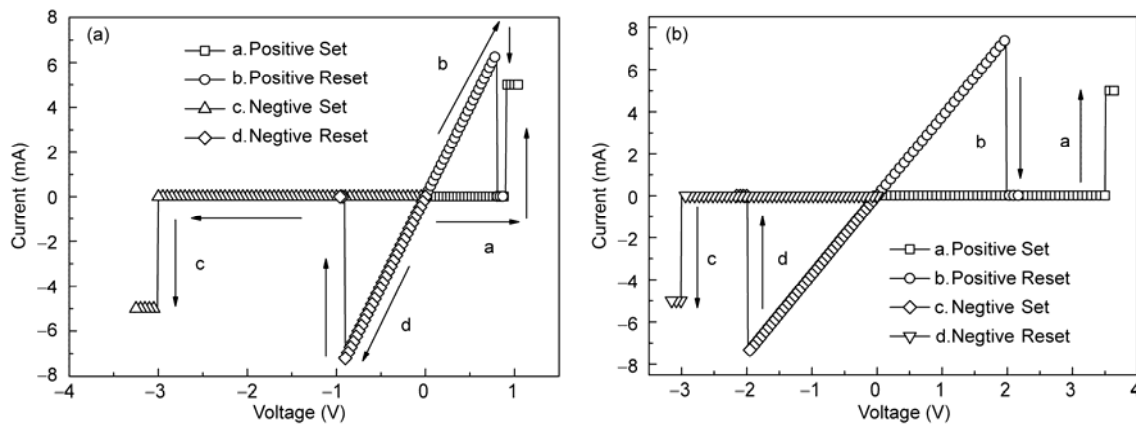 (a)
a.Positive Set
b.Positive Reset
c.Negtive Set
d.Negtive Reset
b
a
c
d
8
6
4
2
0
−2
−4
−6
−8
Current (mA)
−4
−3
−2
−1
0
1
Voltage (V)
(b)
a
b
c
d
a.Positive Set
b.Positive Reset
c.Negtive Set
d.Negtive Reset
8
6
4
2
0
−2
−4
−6
−8
Current (mA)
−3
−2
−1
0
1
2
3
4
Voltage (V)